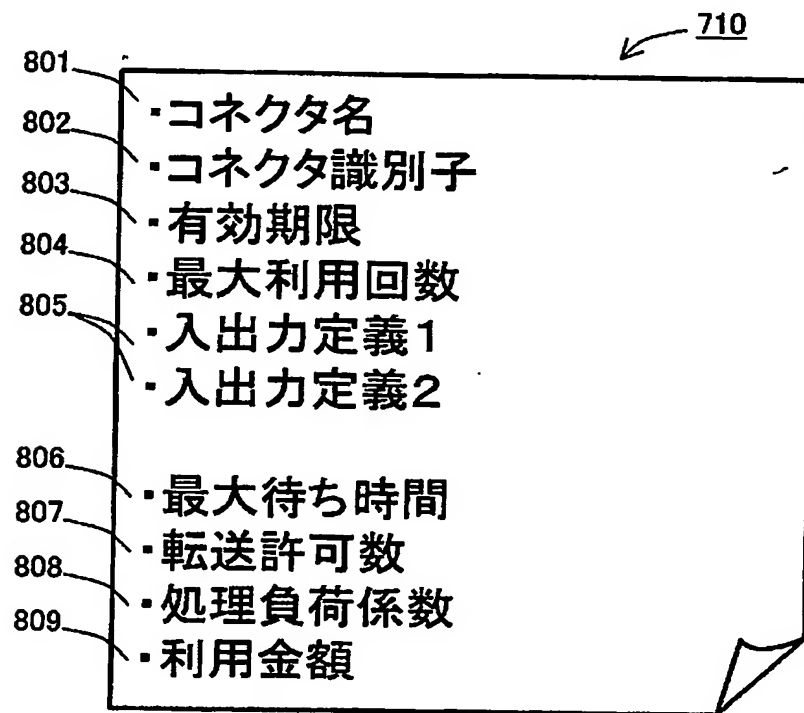 710
801 ・コネクタ名
802 ・コネクタ識別子
803 ・有効期限
804 ・最大利用回数
805 ・入出力定義1
・入出力定義2
806 ・最大待ち時間
807 ・転送許可数
808 ・処理負荷係数
809 ・利用金額